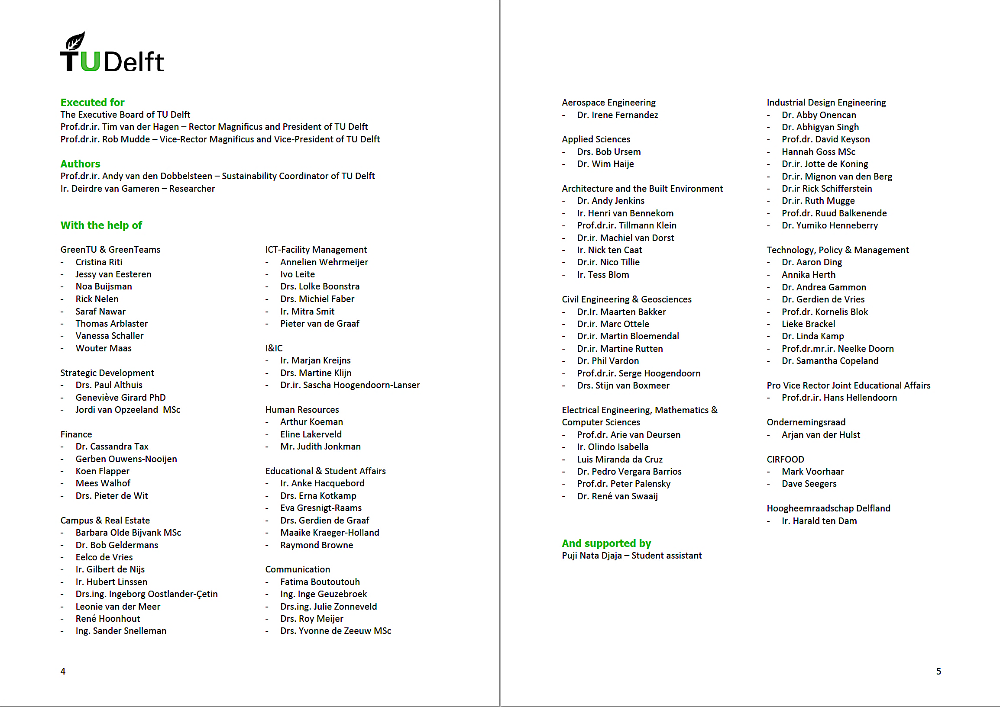 TU Delft
Executed for
The Executive Board of TU Delft
Prof.dr.ir. Tim van der Hagen – Rector Magnificus and President of TU Delft
Prof.dr.ir. Rob Mudde – Vice-Rector Magnificus and Vice-President of TU Delft
Authors
Prof.dr.ir. Andy van den Dobbelsteen – Sustainability Coordinator of TU Delft
Ir. Deirdre van Gameren – Researcher
With the help of
GreenTU & GreenTeams
- Cristina Riti
- Jessy van Eesteren
- Noa Buijsman
- Rick Nelen
- Saraf Nawar
- Thomas Arblaster
- Vanessa Schaller
- Wouter Maas
Strategic Development
- Drs. Paul Althuis
- Geneviève Girard PhD
- Jordi van Opzeeland  MSc
Finance
- Dr. Cassandra Tax
- Gerben Ouwens-Nooijen
- Koen Flapper
- Mees Walhof
- Drs. Pieter de Wit
Campus & Real Estate
- Barbara Olde Bijvank MSc
- Dr. Bob Geldermans
- Eelco de Vries
- Ir. Gilbert de Nijs
- Ir. Hubert Linssen
- Drs.ing. Ingeborg Oostlander-Çetin
- Leonie van der Meer
- René Hoonhout
- Ing. Sander Snelleman
ICT-Facility Management
- Annelien Wehrmeijer
- Ivo Leite
- Drs. Lolke Boonstra
- Drs. Michiel Faber
- Ir. Mitra Smit
- Pieter van de Graaf
I&IC
- Ir. Marjan Kreijns
- Drs. Martine Klijn
- Dr.ir. Sascha Hoogendoorn-Lanser
Human Resources
- Arthur Koeman
- Eline Lakerveld
- Mr. Judith Jonkman
Educational & Student Affairs
- Ir. Anke Hacquebord
- Drs. Erna Kotkamp
- Eva Gresnigt-Raams
- Drs. Gerdien de Graaf
- Maaike Kraeger-Holland
- Raymond Browne
Communication
- Fatima Boutoutouh
- Ing. Inge Geuzebroek
- Drs.ing. Julie Zonneveld
- Drs. Roy Meijer
- Drs. Yvonne de Zeeuw MSc
4
Aerospace Engineering
- Dr. Irene Fernandez
Applied Sciences
- Drs. Bob Ursem
- Dr. Wim Haije
Architecture and the Built Environment
- Dr. Andy Jenkins
- Ir. Henri van Bennekom
- Prof.dr.ir. Tillmann Klein
- Dr.ir. Machiel van Dorst
- Ir. Nick ten Caat
- Dr.ir. Nico Tillie
- Ir. Tess Blom
Civil Engineering & Geosciences
- Dr.Ir. Maarten Bakker
- Dr.ir. Marc Ottele
- Dr.ir. Martin Bloemendal
- Dr.ir. Martine Rutten
- Dr. Phil Vardon
- Prof.dr.ir. Serge Hoogendoorn
- Drs. Stijn van Boxmeer
Electrical Engineering, Mathematics &
Computer Sciences
- Prof.dr. Arie van Deursen
- Ir. Olindo Isabella
- Luis Miranda da Cruz
- Dr. Pedro Vergara Barrios
- Prof.dr. Peter Palensky
- Dr. René van Swaaij
Industrial Design Engineering
- Dr. Abby Onencan
- Dr. Abhigyan Singh
- Prof.dr. David Keyson
- Hannah Goss MSc
- Dr.ir. Jotte de Koning
- Dr.ir. Mignon van den Berg
- Dr.ir Rick Schifferstein
- Dr.ir. Ruth Mugge
- Prof.dr. Ruud Balkenende
- Dr. Yumiko Henneberry
Technology, Policy & Management
- Dr. Aaron Ding
- Annika Herth
- Dr. Andrea Gammon
- Dr. Gerdien de Vries
- Prof.dr. Kornelis Blok
- Lieke Brackel
- Dr. Linda Kamp
- Prof.dr.mr.ir. Neelke Doorn
- Dr. Samantha Copeland
Pro Vice Rector Joint Educational Affairs
- Prof.dr.ir. Hans Hellendoorn
Ondernemingsraad
- Arjan van der Hulst
CIRFOOD
- Mark Voorhaar
- Dave Seegers
Hoogheemraadschap Delfland
- Ir. Harald ten Dam
And supported by
Puji Nata Djaja – Student assistant
5